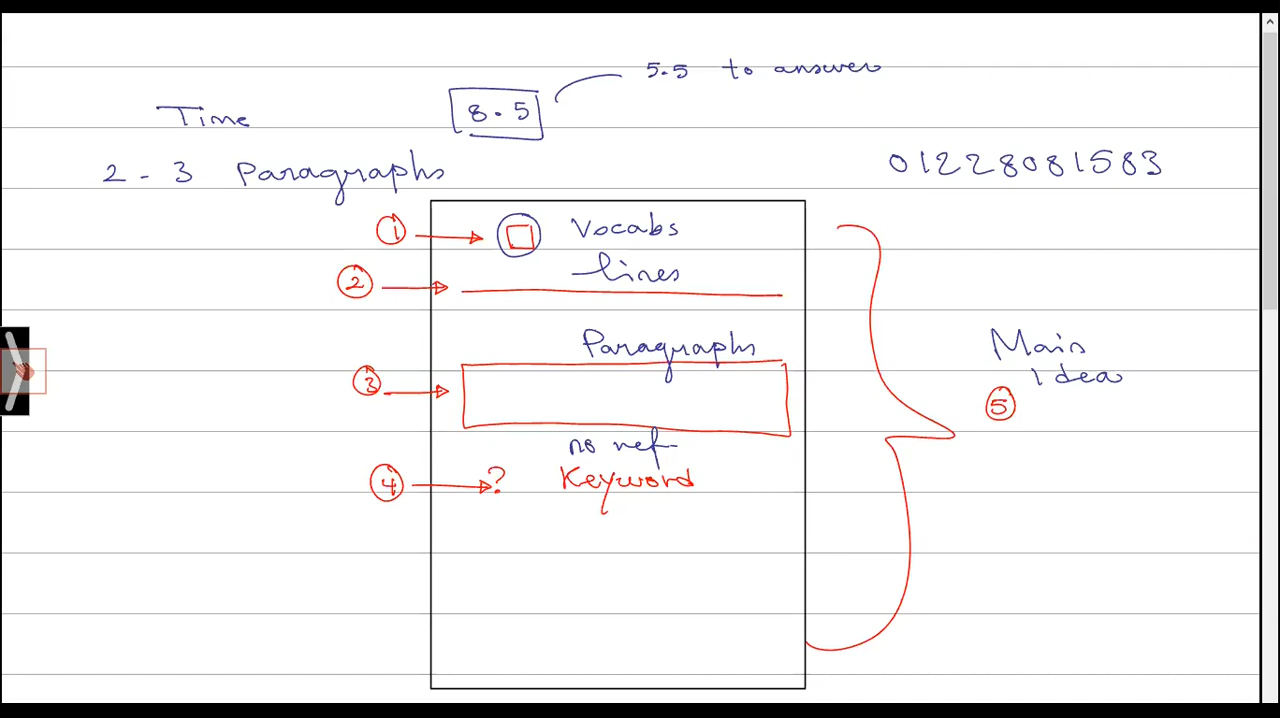 5.5 to answer
Time 8.5
2 - 3 Paragraphs
01228081583
1 Vocabs
2 lines
Paragraphs
3
no ref
4 ? Keyword
Main
Idea
5